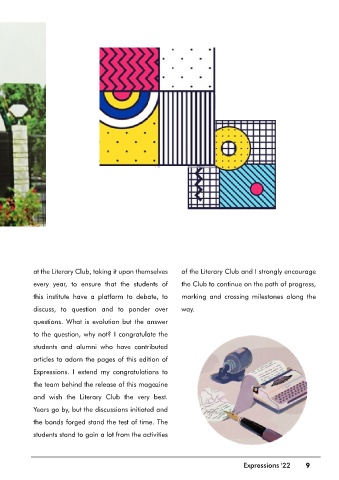 at the Literary Club, taking it upon themselves
every year, to ensure that the students of
this institute have a platform to debate, to
discuss, to question and to ponder over
questions. What is evolution but the answer
to the question, why not? I congratulate the
students and alumni who have contributed
articles to adorn the pages of this edition of
Expressions. I extend my congratulations to
the team behind the release of this magazine
and wish the Literary Club the very best.
Years go by, but the discussions initiated and
the bonds forged stand the test of time. The
students stand to gain a lot from the activities
of the Literary Club and I strongly encourage
the Club to continue on the path of progress,
marking and crossing milestones along the
way.
Expressions '22 9